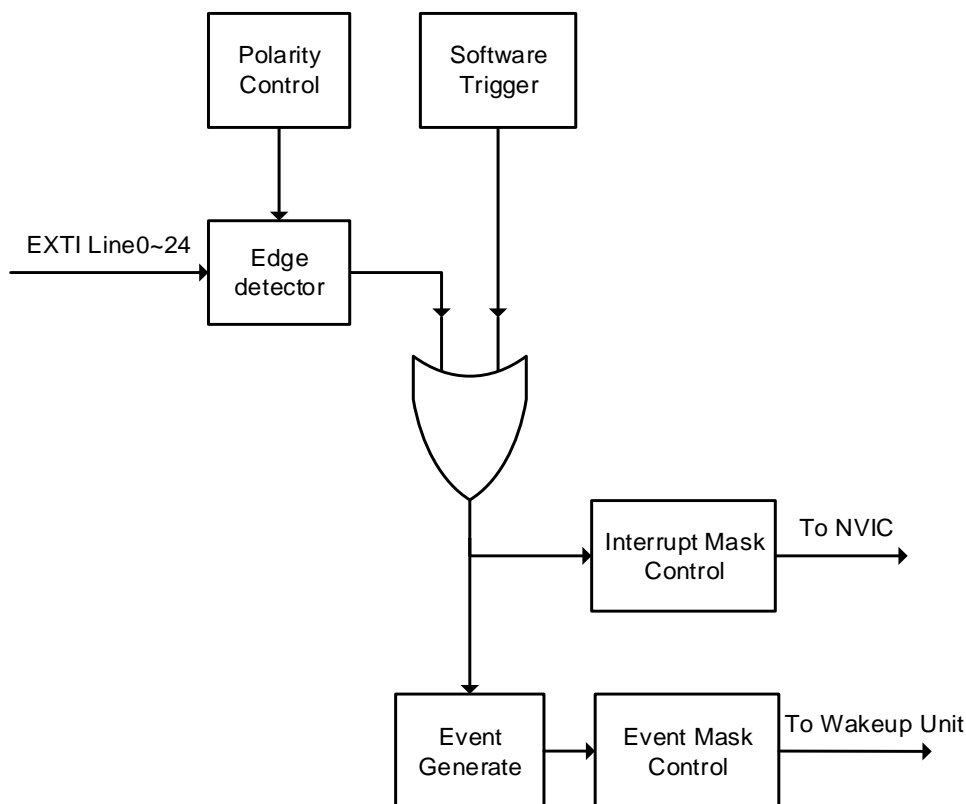 Polarity
Control
Software
Trigger
EXTI Line0~24
Edge
detector
Interrupt Mask
Control
To NVIC
Event
Generate
Event Mask
Control
To Wakeup Unit